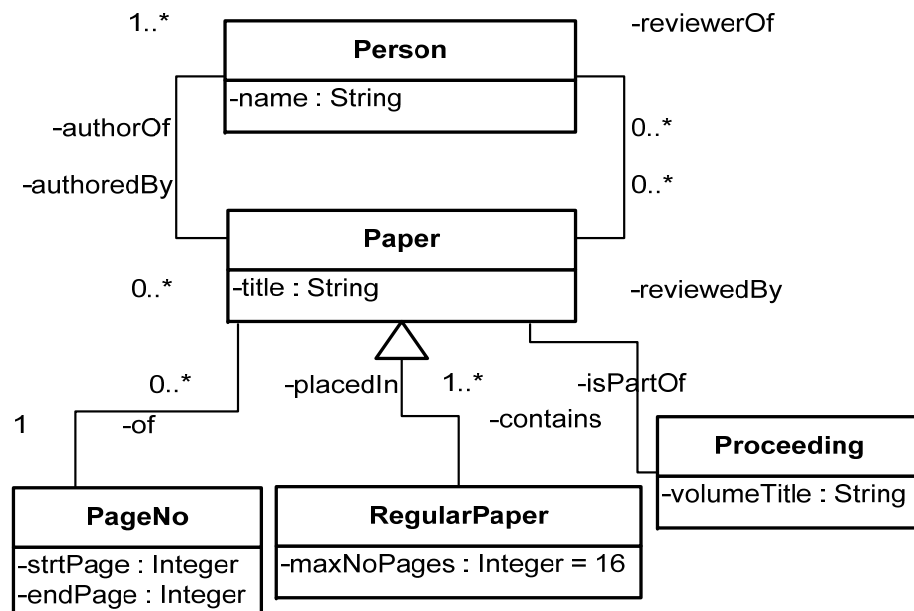 1..*
Person
-reviewerOf
-name : String
-authorOf
0..*
-authoredBy
0..*
Paper
0..*
-title : String
-reviewedBy
0..*
-placedIn
1..*
-isPartOf
1
-of
-contains
Proceeding
-volumeTitle : String
PageNo
RegularPaper
-strtPage : Integer
-maxNoPages : Integer = 16
-endPage : Integer